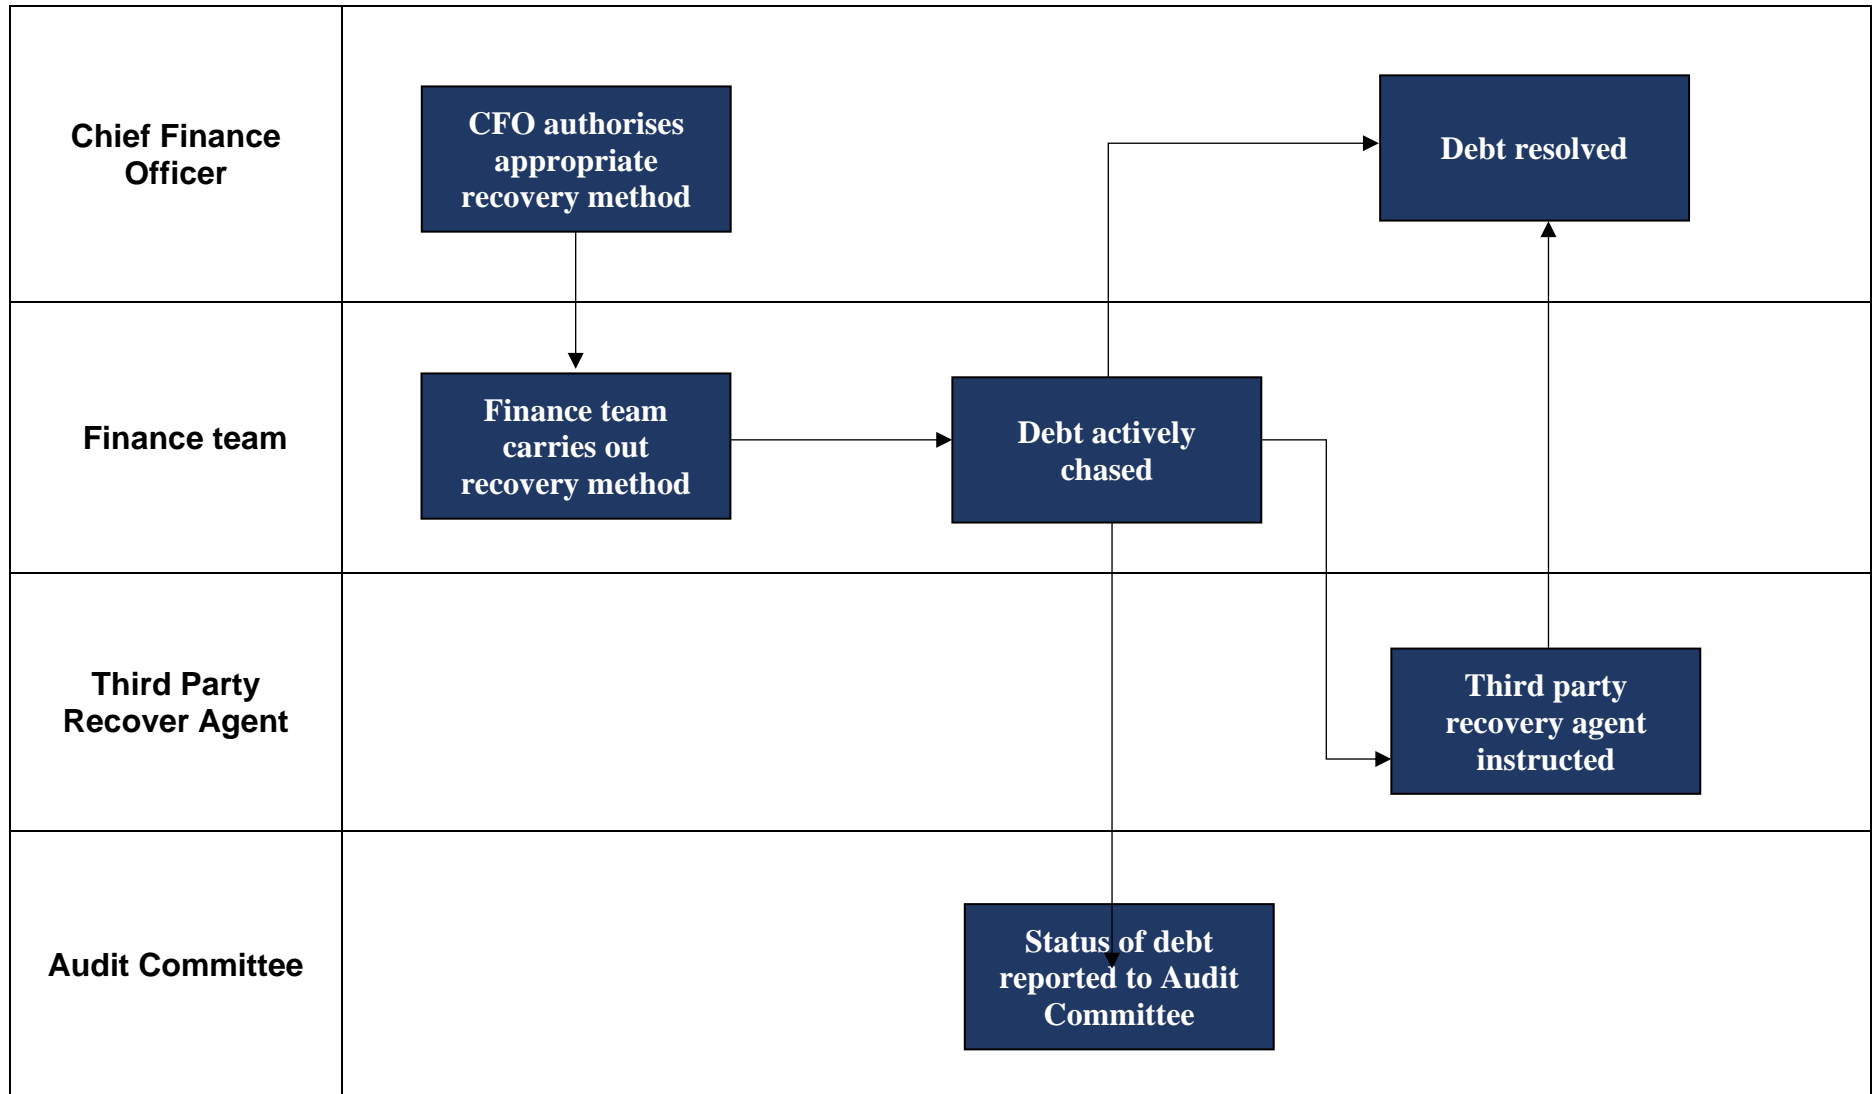 Chief Finance
Officer
CFO authorises
appropriate
recovery method
Debt resolved
Finance team
Finance team
carries out
recovery method
Debt actively
chased
Third Party
Recover Agent
Third party
recovery agent
instructed
Audit Committee
Status of debt
reported to Audit
Committee